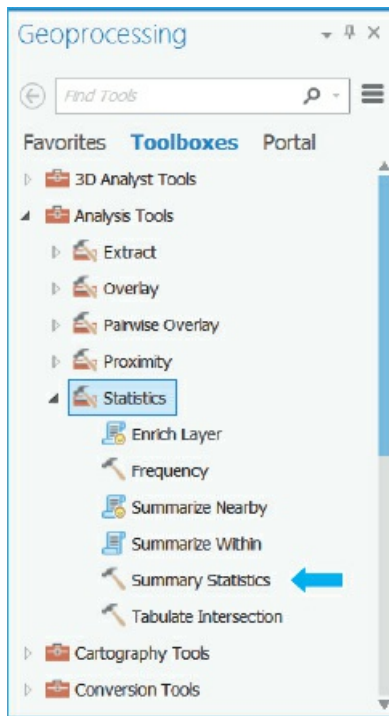 Geoprocessing
Find Tools
Favorites Toolboxes Portal
3D Analyst Tools
Analysis Tools
Extract
Overlay
Pairwise Overlay
Proximity
Statistics
Enrich Layer
Frequency
Summarize Nearby
Summarize Within
Summary Statistics
Tabulate Intersection
Cartography Tools
Conversion Tools